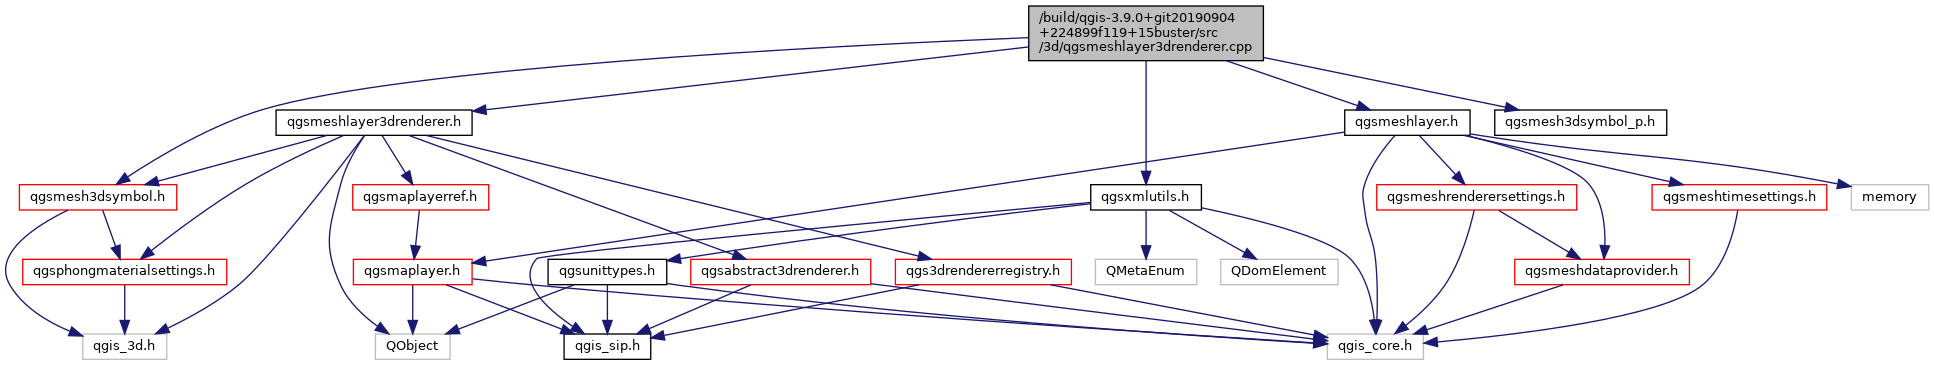 /build/qgis-3.9.0+git20190904
+224899f119+15buster/src
/3d/qgsmeshlayer3drenderer.cpp
qgsmeshlayer3drenderer.h
qgsmeshlayer.h
qgsmesh3dsymbol_p.h
qgsmesh3dsymbol.h
qgsmaplayerref.h
qgsxmlutils.h
qgsmeshrenderersettings.h
qgsmeshtimesettings.h
memory
qgsphongmaterialsettings.h
qgsmaplayer.h
qgsunittypes.h
qgsabstract3drenderer.h
qgs3drendererregistry.h
QMetaEnum
QDomElement
qgsmeshdataprovider.h
qgis_3d.h
QObject
qgis_sip.h
qgis_core.h